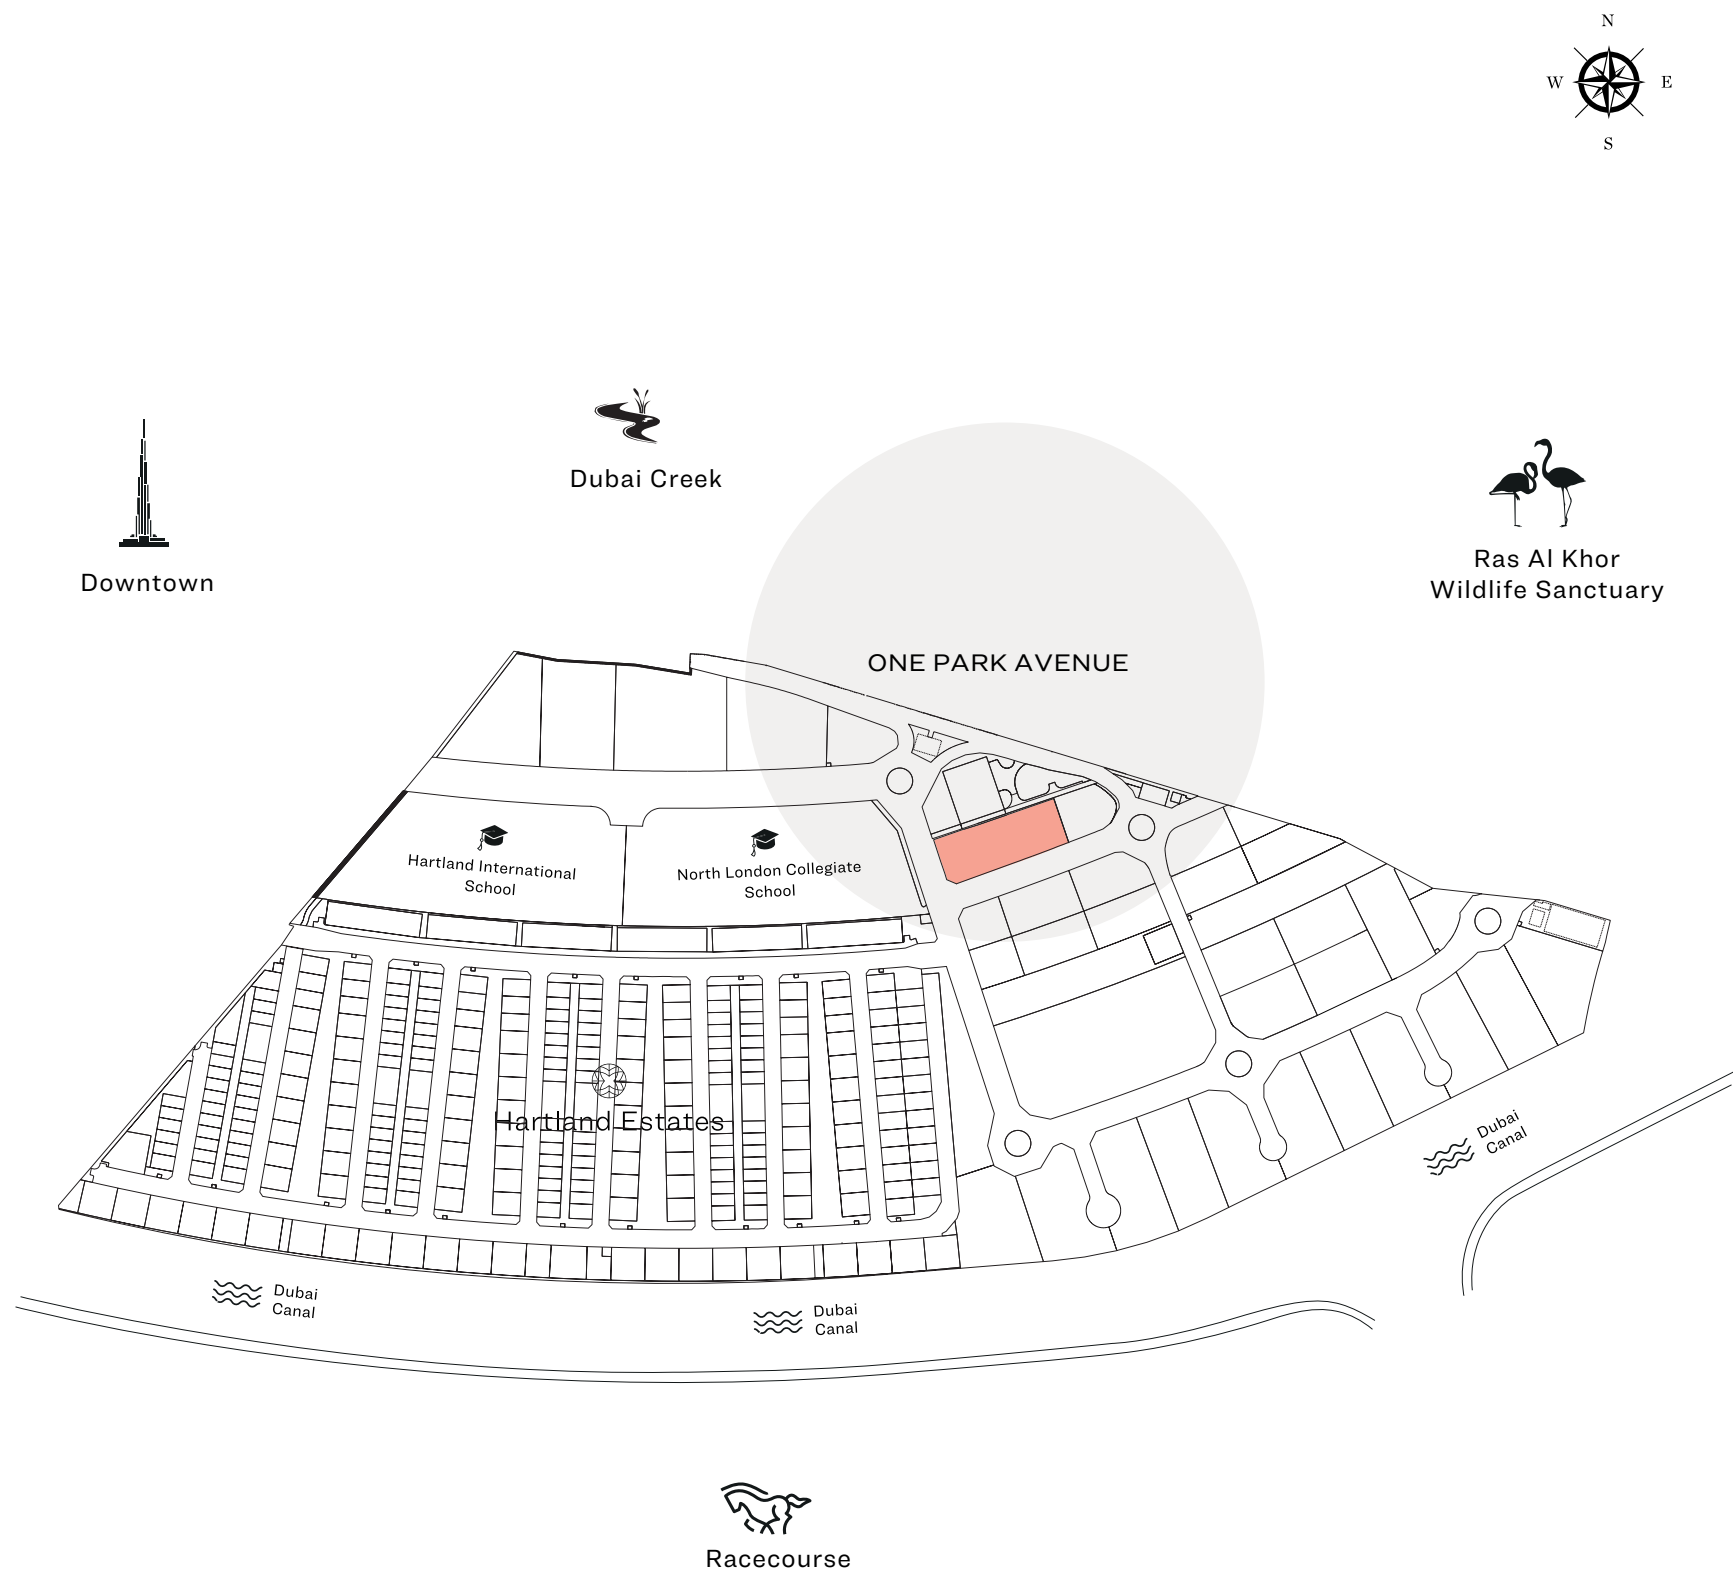 N
W
E
S
Dubai Creek
Downtown
Ras Al Khor
Wildlife Sanctuary
ONE PARK AVENUE
Hartland International
School
North London Collegiate
School
Hartland Estates
Dubai
Canal
Dubai
Canal
Dubai
Canal
Racecourse